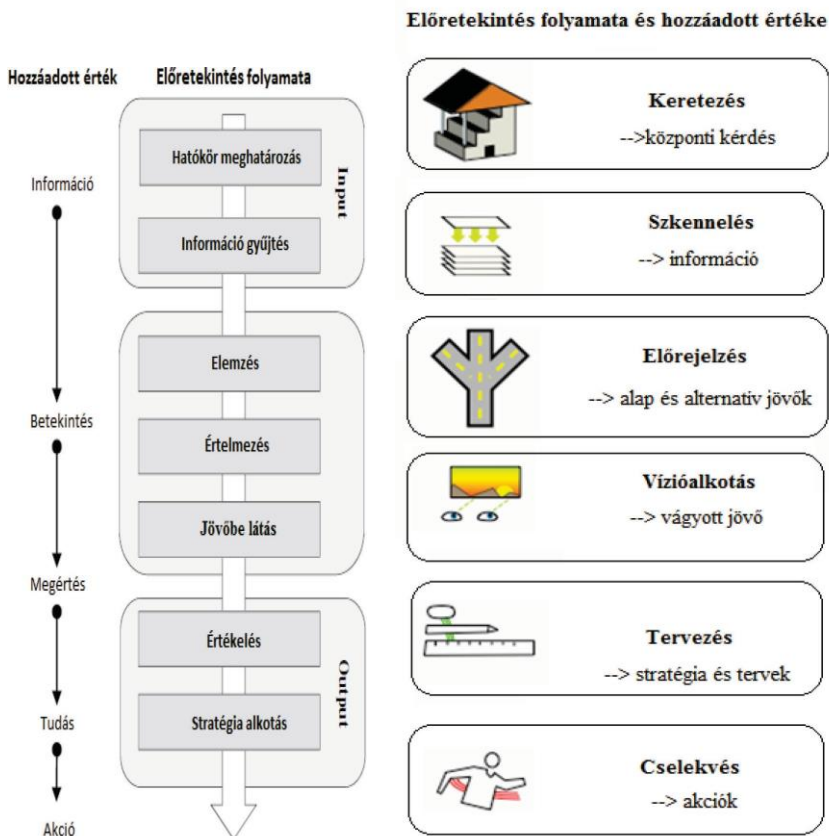 Előretekintés folyamata és hozzáadott értéke
Hozzáadott érték
Előretekintés folyamata
Információ
Betekintés
Megértés
Tudás
Akció
Hatókör meghatározás
Információ gyűjtés
Input
Elemzés
Értelmezés
Jövőbe látás
Értékelés
Stratégia alkotás
Output
Keretezés
-->központi kérdés
Szkennelés
--> információ
Előrejelzés
--> alap és alternatív jövők
Vízióalkotás
--> vágyott jövő
Tervezés
--> stratégia és tervek
Cselekvés
--> akciók